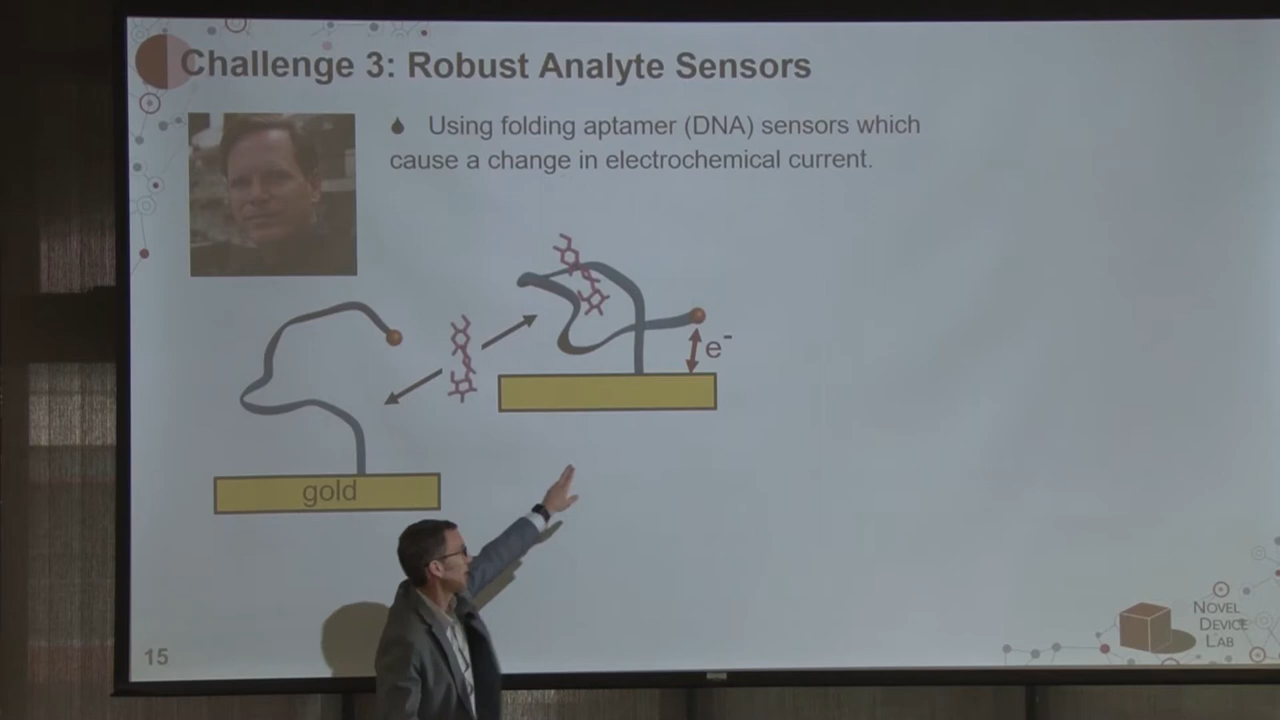 Challenge 3: Robust Analyte Sensors
Using folding aptamer (DNA) sensors which
cause a change in electrochemical current.
e-
gold
15
NOVEL
DEVICE
LAB